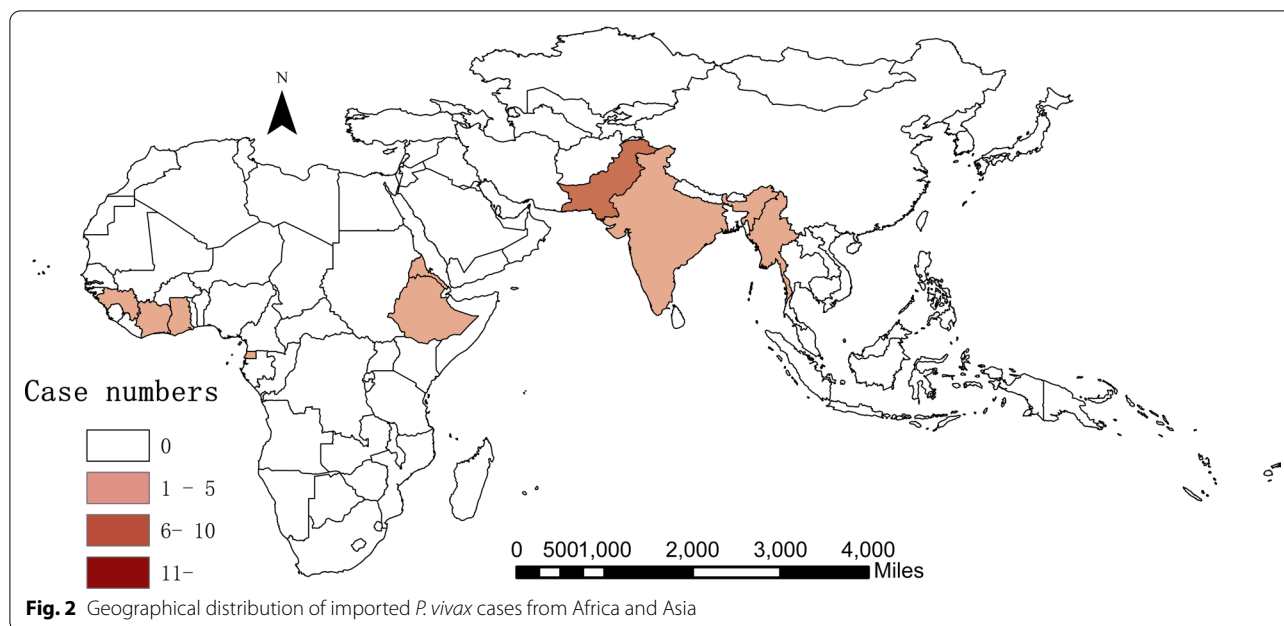 N
Case numbers
0
1 - 5
6- 10
11-
0 5001,000 2,000 3,000 4,000
Miles
Fig. 2 Geographical distribution of imported P. vivax cases from Africa and Asia